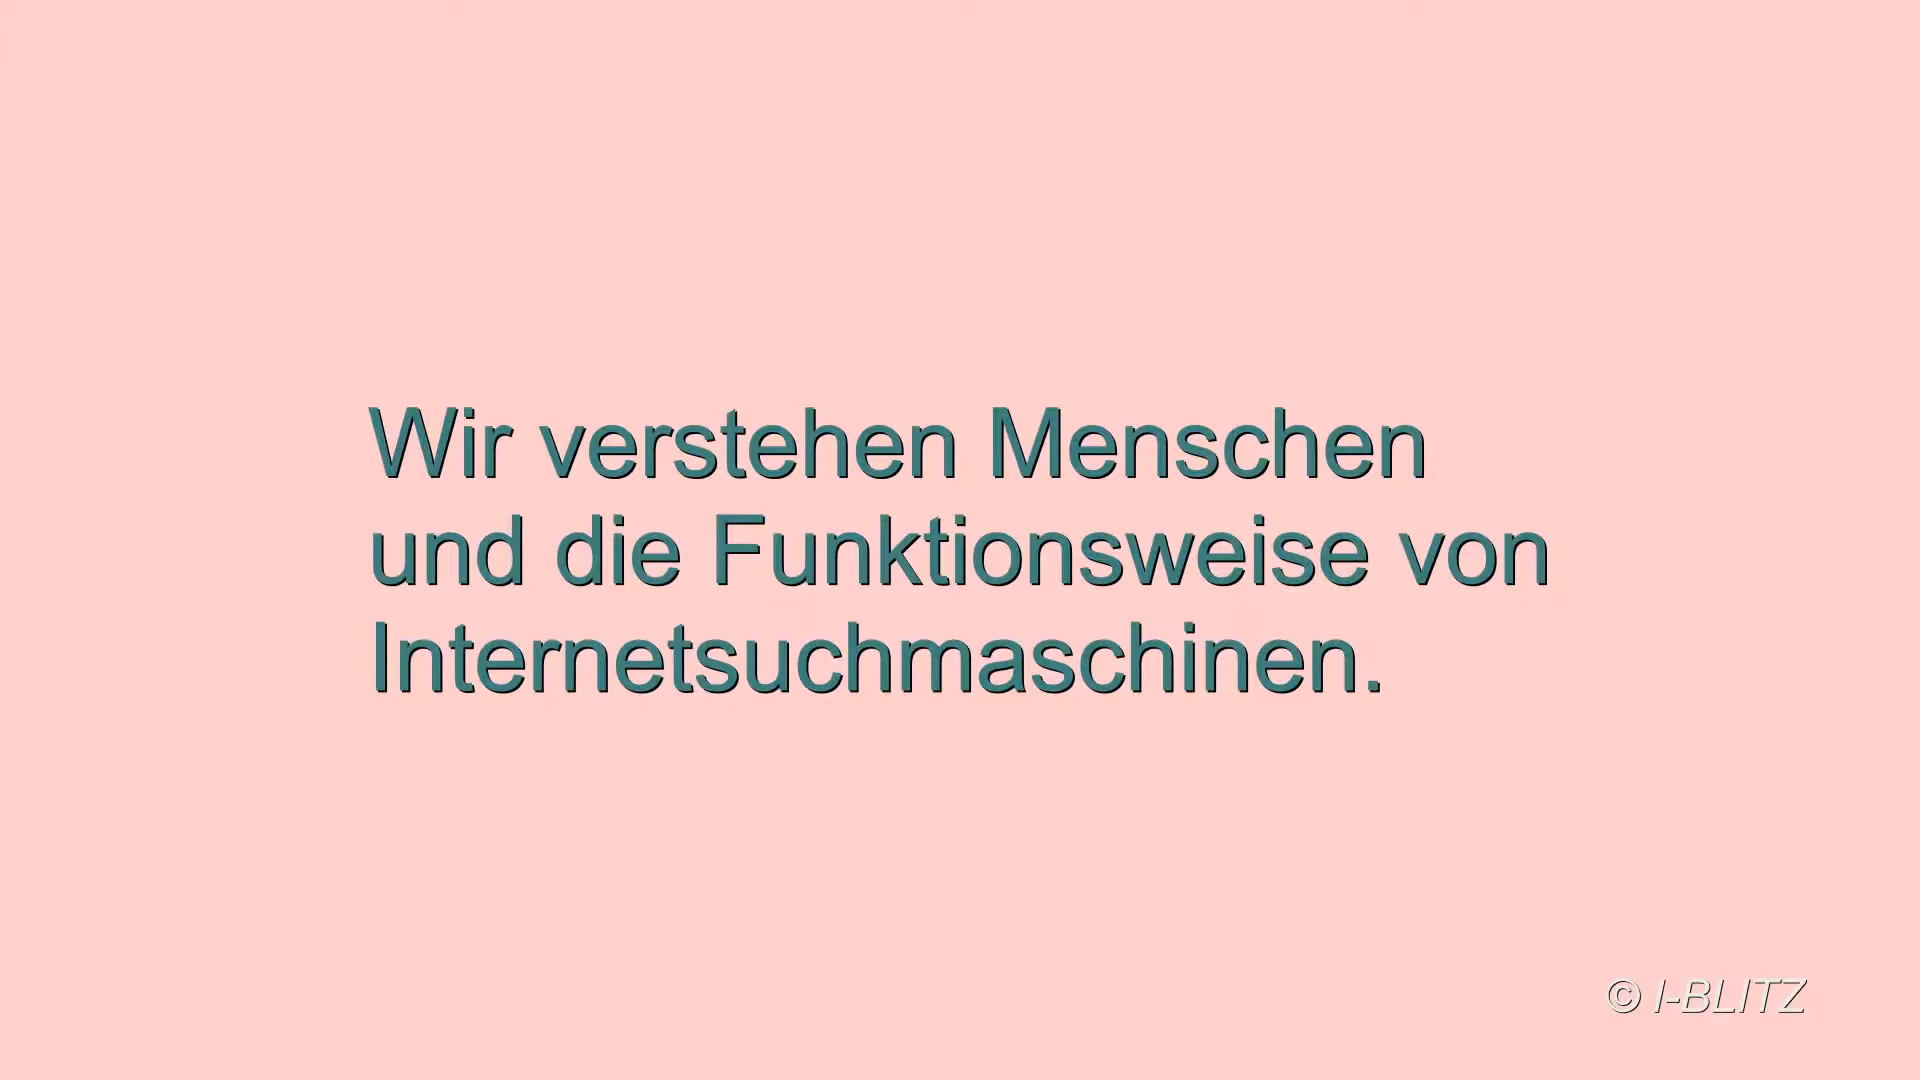 Wir verstehen Menschen
und die Funktionsweise von
Internetsuchmaschinen.
© I-BLITZ